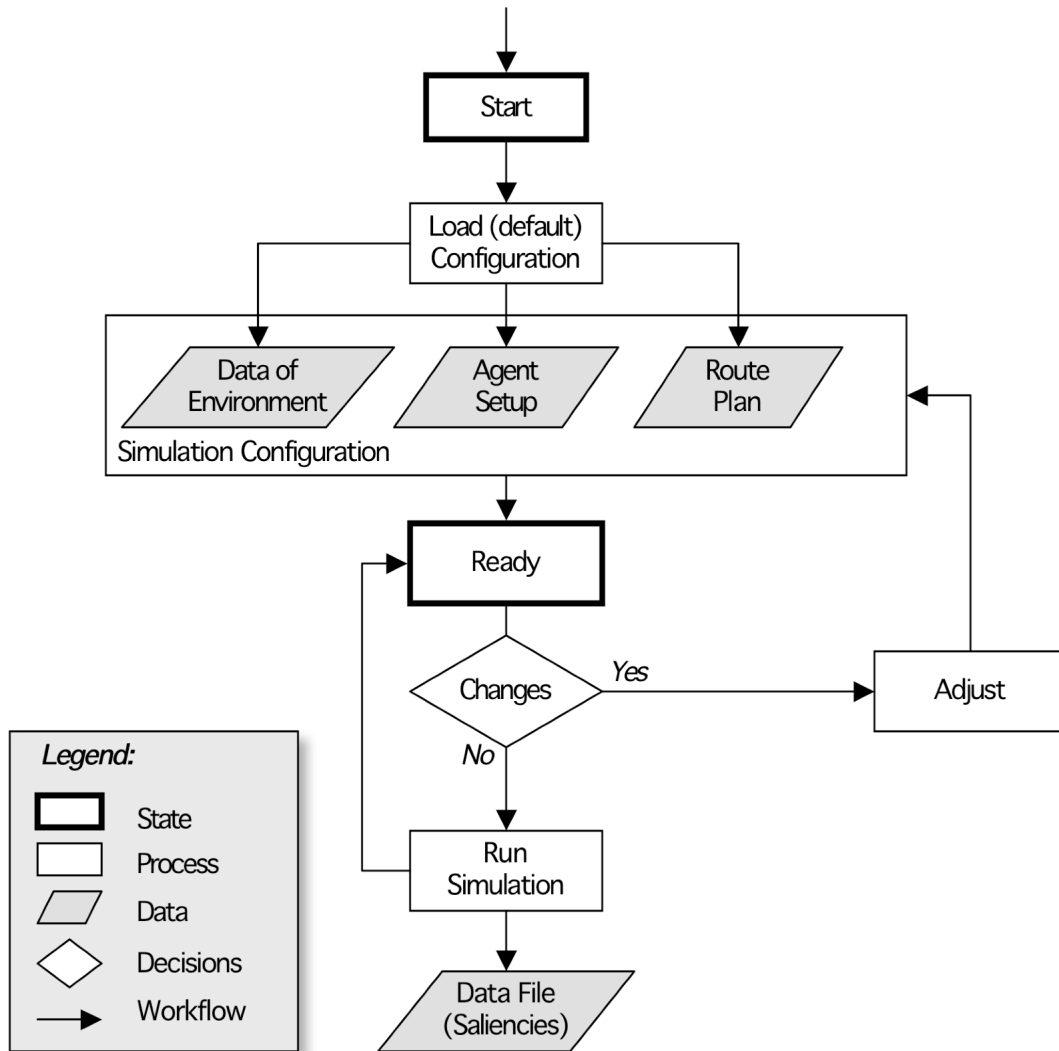 Start
Load (default)
Configuration
Data of
Environment
Agent
Setup
Route
Plan
Simulation Configuration
Ready
Changes
Yes
Adjust
No
Run
Simulation
Data File
(Saliencies)
Legend:
State
Process
Data
Decisions
Workflow